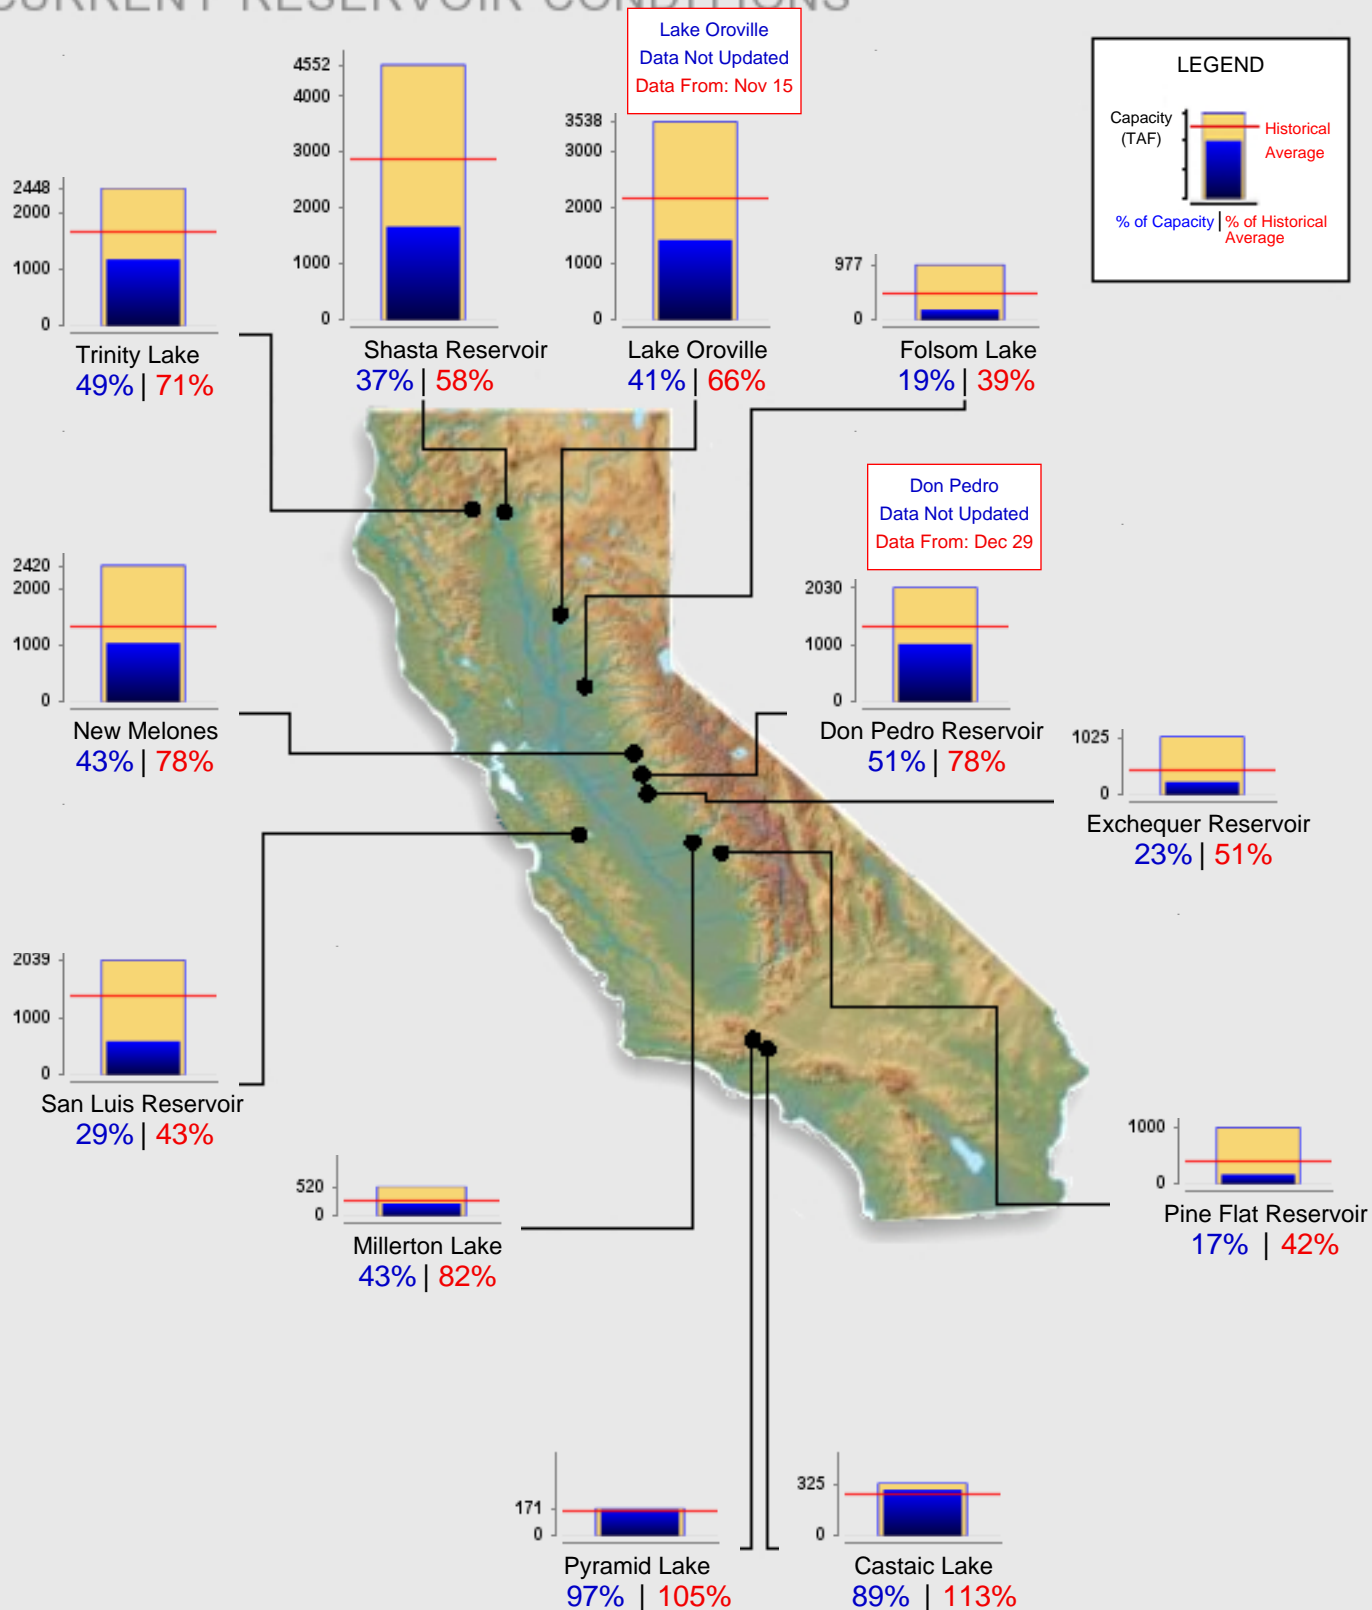 CURRENT RESERVOIR CONDITIONS
Lake Oroville
Data Not Updated
Data From: Nov 15
LEGEND
Capacity
(TAF)
Historical
Average
% of Capacity | % of Historical
Average
2448
2000
1000
0
Trinity Lake
49% | 71%
4552
4000
3000
2000
1000
0
Shasta Reservoir
37% | 58%
3538
3000
2000
1000
0
Lake Oroville
41% | 66%
977
0
Folsom Lake
19% | 39%
2420
2000
1000
0
New Melones
43% | 78%
Don Pedro
Data Not Updated
Data From: Dec 29
2030
1000
0
Don Pedro Reservoir
51% | 78%
1025
0
Exchequer Reservoir
23% | 51%
2039
1000
0
San Luis Reservoir
29% | 43%
520
0
Millerton Lake
43% | 82%
1000
0
Pine Flat Reservoir
17% | 42%
171
0
Pyramid Lake
97% | 105%
325
0
Castaic Lake
89% | 113%